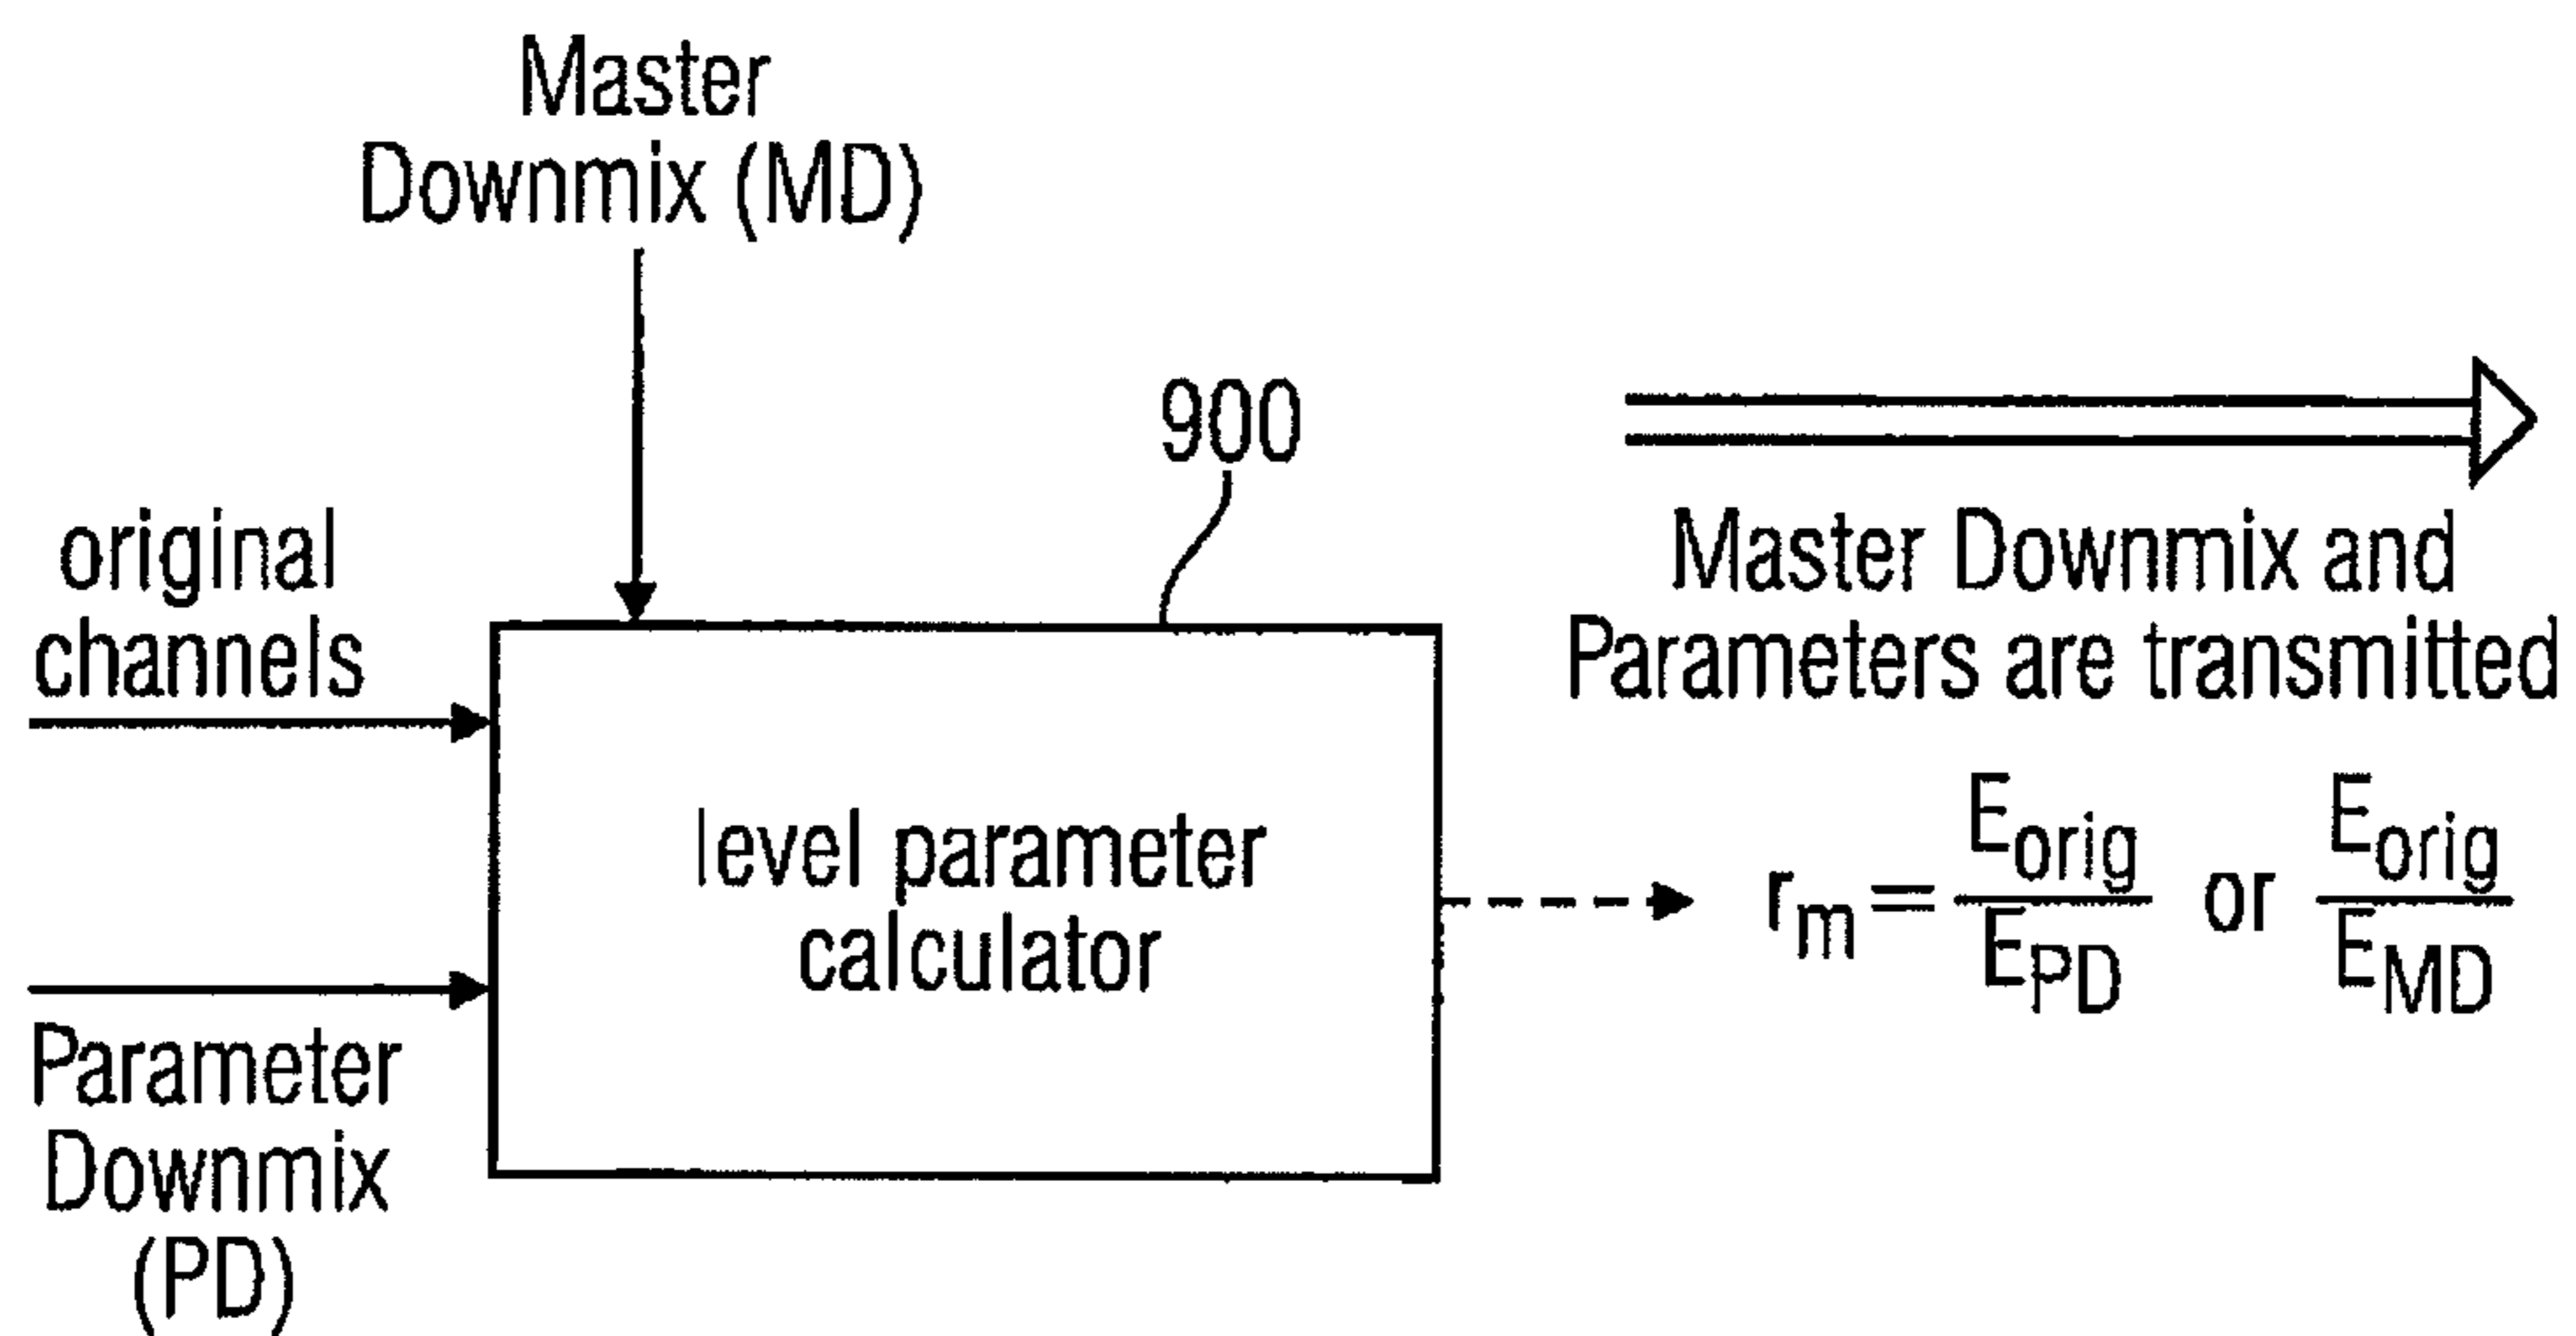 Master
Downmix (MD)
900
original
channels
Master Downmix and
Parameters are transmitted
level parameter
calculator
r_m = E_orig / E_PD or E_orig / E_MD
Parameter
Downmix
(PD)